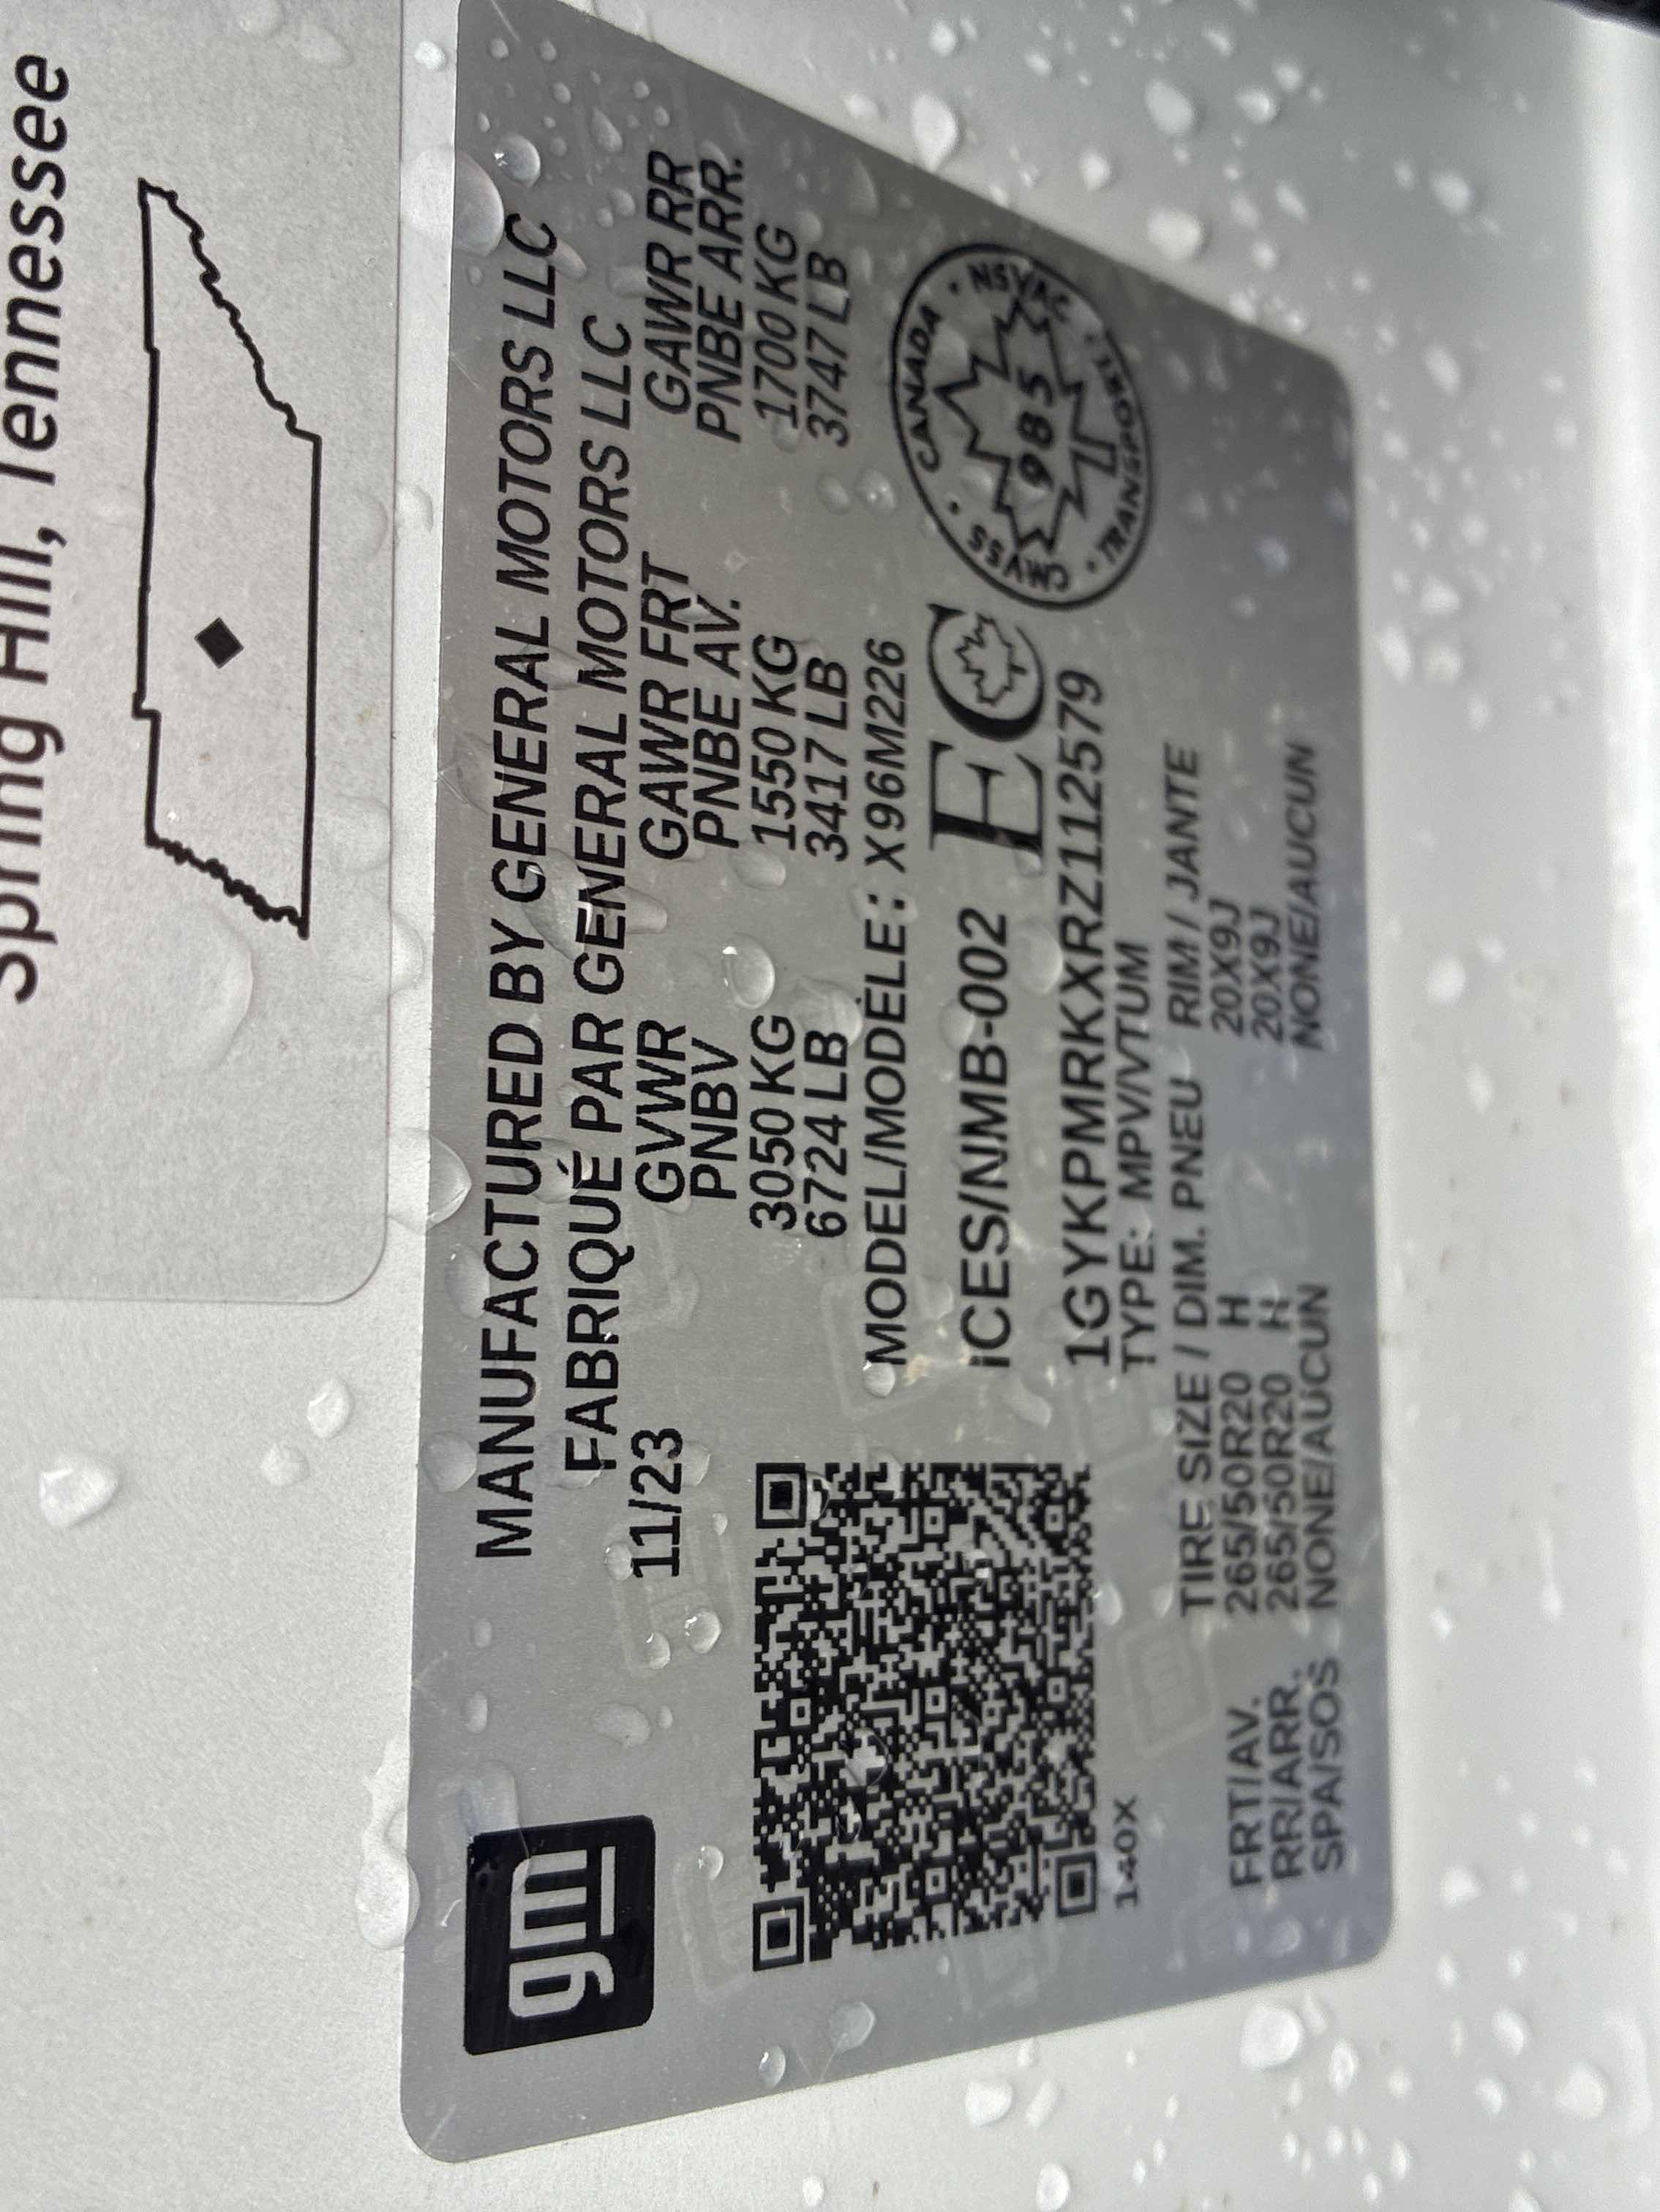 Spring Hill, Tennessee
gm
MANUFACTURED BY GENERAL MOTORS LLC
FABRIQUÉ PAR GENERAL MOTORS LLC
11/23 GVWR GAWR FRT GAWR RR
PNBV PNBE AV. PNBE ARR.
3050 KG 1550 KG 1700 KG
6724 LB 3417 LB 3747 LB
MODEL/MODÈLE: X96M226
iCES/NMB-002 EC
CANADA • NSVAC • TRANSPORT • CMVSS •
985
1GYKPMRKXRZ112579
TYPE: MPV/VTUM
140X
TIRE SIZE / DIM. PNEU RIM / JANTE
FRT/AV. 265/50R20 H 20X9J
RR/ARR. 265/50R20 H 20X9J
SPA/SOS NONE/AUCUN NONE/AUCUN